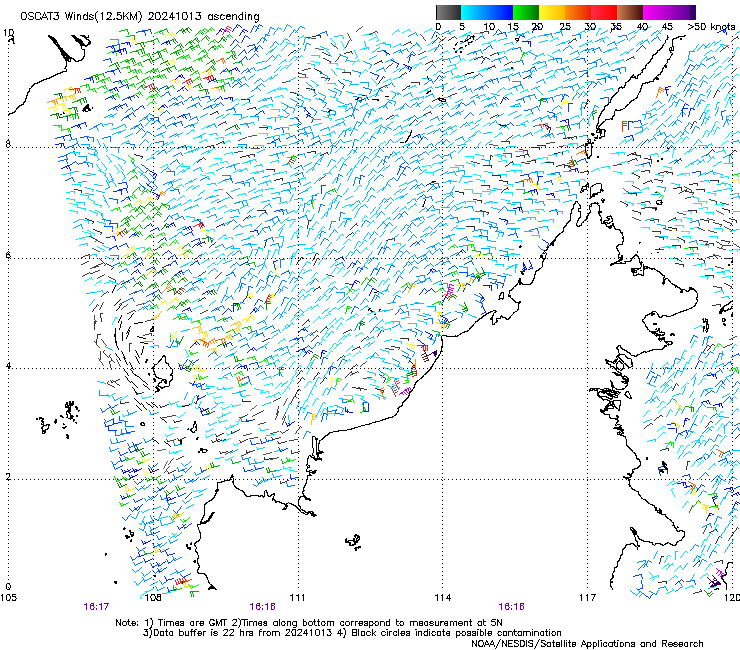 OSCAT3 Winds(12.5KM) 20241013 ascending
0 5 10 15 20 25 30 35 40 45 >50 knots
10
8
6
4
2
0
105 108 111 114 117 120
16:17 16:16 16:16
Note: 1) Times are GMT 2)Times along bottom correspond to measurement at 5N
3)Data buffer is 22 hrs from 20241013 4) Black circles indicate possible contamination
NOAA/NESDIS/Satellite Applications and Research